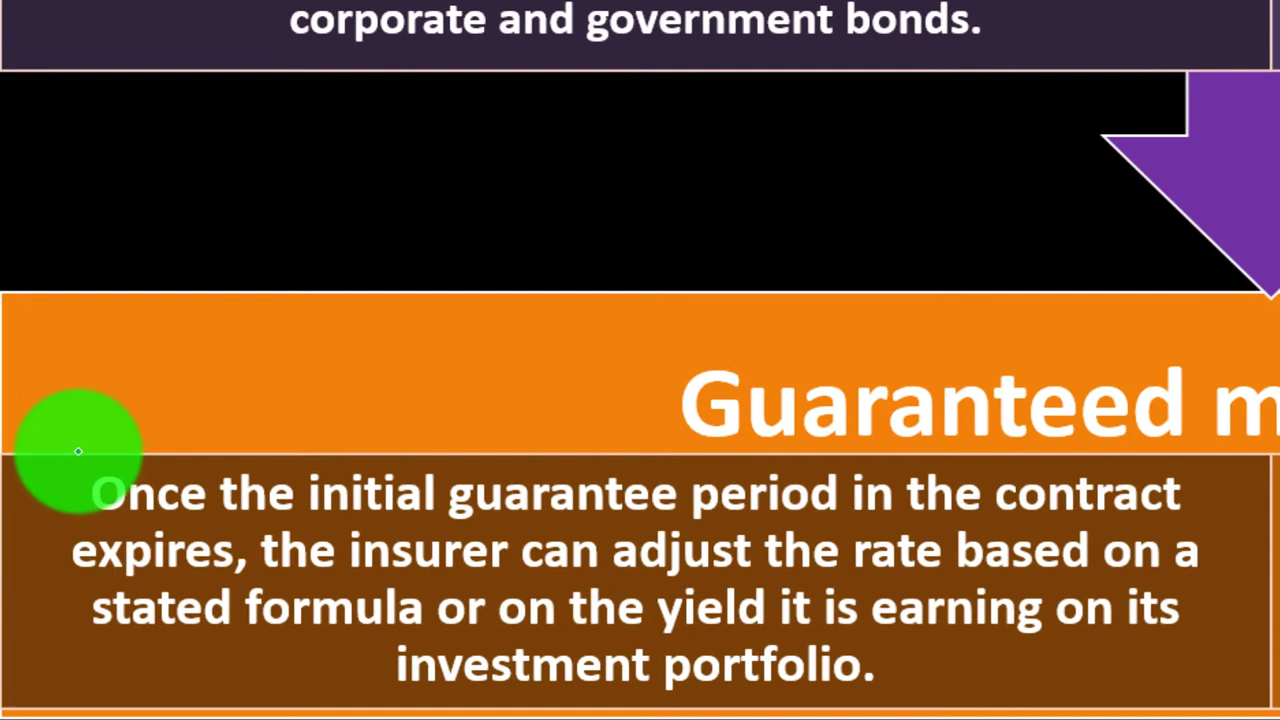 corporate and government bonds.
Guaranteed m
Once the initial guarantee period in the contract
expires, the insurer can adjust the rate based on a
stated formula or on the yield it is earning on its
investment portfolio.